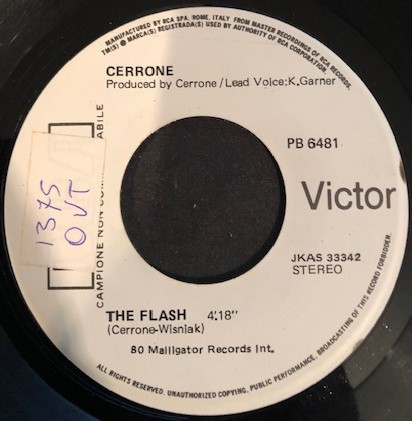 MANUFACTURED BY RCA SPA, ROME, ITALY FROM MASTER RECORDINGS OF RCA RECORDS
TM(S) ® MARCA(S) REGISTRADA(S) USED BY AUTHORITY OF RCA CORPORATION
CERRONE
Produced by Cerrone/Lead Voice:K.Garner
PB 6481
Victor
JKAS 33342
STEREO
CAMPIONE NON COM ABILE
1375
OUT
THE FLASH 4'.18''
(Cerrone-Wisniak)
80 Malligator Records Int.
ALL RIGHTS RESERVED. UNAUTHORIZED COPYING, PUBLIC PERFORMANCE, BROADCASTING OF THIS RECORD FORBIDDEN.